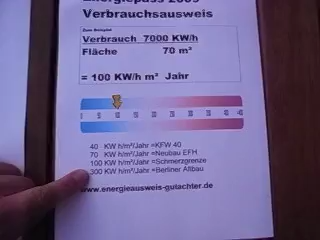 Energiepass 2009
Verbrauchsausweis
Zum Beispiel
Verbrauch 7000 KW/h
Fläche 70 m²
= 100 KW/h m² Jahr
40 KW h/m²/Jahr =KFW 40
70 KW h/m²/Jahr =Neubau EFH
100 KW h/m²/Jahr =Schmerzgrenze
300 KW h/m²/Jahr =Berliner Altbau
www.energieausweis-gutachter.de